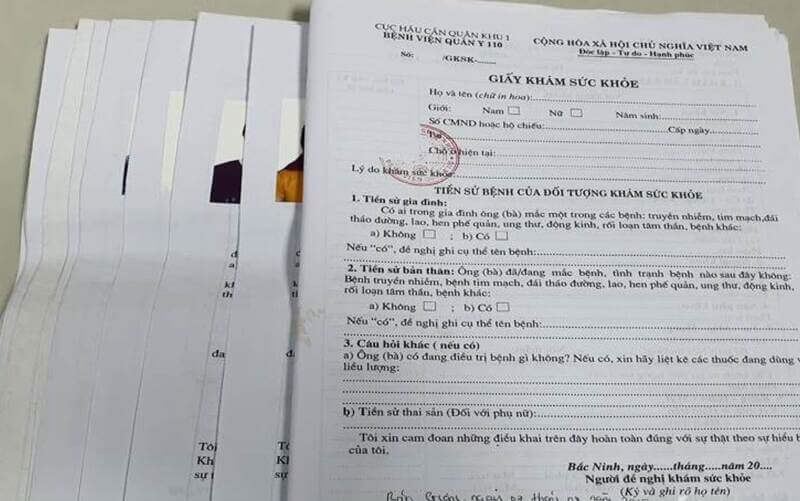 CỤC HẬU CẦN QUÂN KHU 1
BỆNH VIỆN QUÂN Y 110
CỘNG HÒA XÃ HỘI CHỦ NGHĨA VIỆT NAM
Độc lập - Tự do - Hạnh phúc
Số: /GKSK-......
GIẤY KHÁM SỨC KHỎE
Họ và tên (chữ in hoa):
Giới: Nam Nữ Năm sinh:
Số CMND hoặc hộ chiếu: Cấp ngày
Tại
Chỗ ở hiện tại:
Lý do khám sức khỏe:
TIỀN SỬ BỆNH CỦA ĐỐI TƯỢNG KHÁM SỨC KHỎE
1. Tiền sử gia đình:
Có ai trong gia đình ông (bà) mắc một trong các bệnh: truyền nhiễm, tim mạch,đái
tháo đường, lao, hen phế quản, ung thư, động kinh, rối loạn tâm thần, bệnh khác:
a) Không ; b) Có
Nếu “có”, đề nghị ghi cụ thể tên bệnh:
2. Tiền sử bản thân: Ông (bà) đã/đang mắc bệnh, tình trạng bệnh nào sau đây không:
Bệnh truyền nhiễm, bệnh tim mạch, đái tháo đường, lao, hen phế quản, ung thư, động kinh,
rối loạn tâm thần, bệnh khác:
a) Không ; b) Có
Nếu “có”, đề nghị ghi cụ thể tên bệnh:
3. Câu hỏi khác ( nếu có)
a) Ông (bà) có đang điều trị bệnh gì không? Nếu có, xin hãy liệt kê các thuốc đang dùng v
liều lượng:
b) Tiền sử thai sản (Đối với phụ nữ):
Tôi xin cam đoan những điều khai trên đây hoàn toàn đúng với sự thật theo sự hiểu b
của tôi.
Bắc Ninh, ngày......tháng.....năm 20....
Người đề nghị khám sức khỏe
(Ký và ghi rõ họ tên)